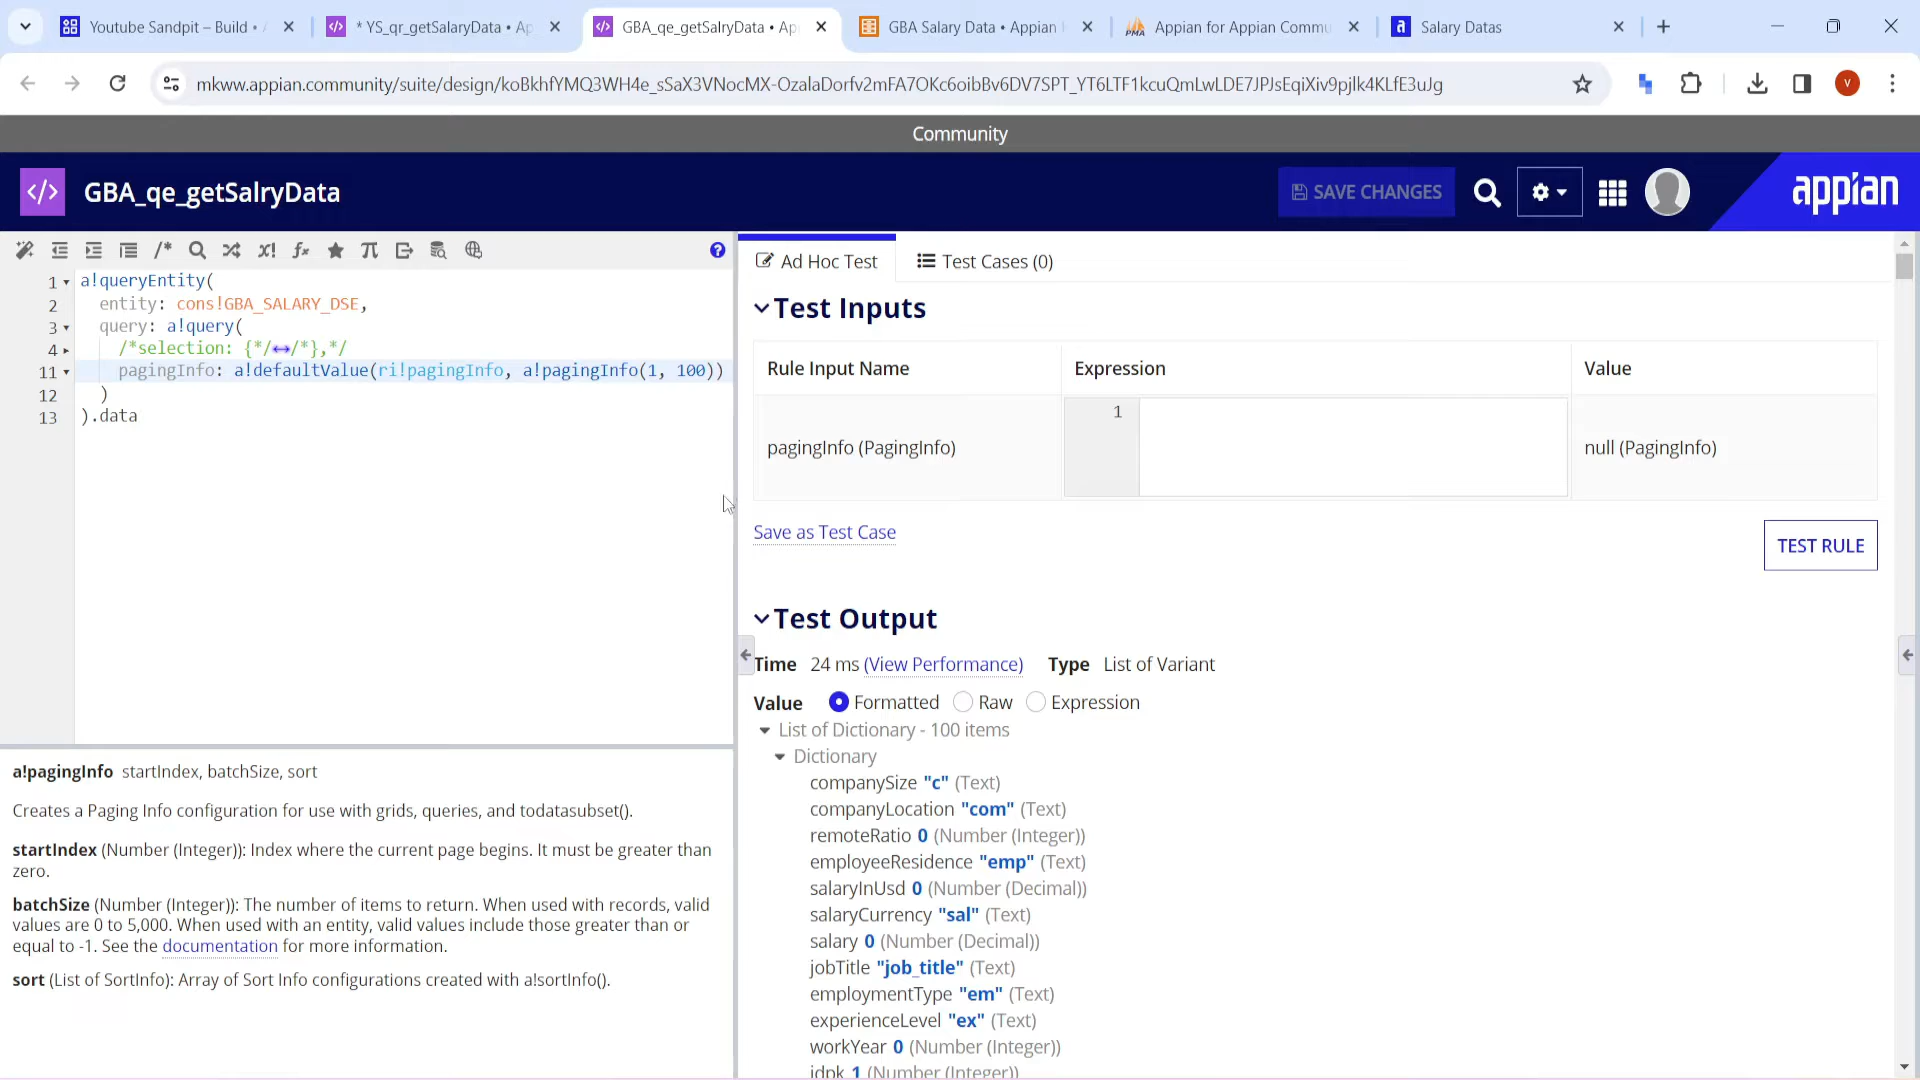 Youtube Sandpit – Build • A
* YS_qr_getSalaryData • Ap
GBA_qe_getSalryData • Ap
GBA Salary Data • Appian
Appian for Appian Commu
Salary Datas
mkww.appian.community/suite/design/koBkhfYMQ3WH4e_sSaX3VNocMX-OzalaDorfv2mFA7OKc6oibBv6DV7SPT_YT6LTF1kcuQmLwLDE7JPJsEqiXiv9pjlk4KLfE3uJg
V
Community
GBA_qe_getSalryData
SAVE CHANGES
appian
1 a!queryEntity(
2 entity: cons!GBA_SALARY_DSE,
3 query: a!query(
4 /*selection: {*/↔/*},*/
11 pagingInfo: a!defaultValue(ri!pagingInfo, a!pagingInfo(1, 100))
12 )
13 ).data
a!pagingInfo startIndex, batchSize, sort
Creates a Paging Info configuration for use with grids, queries, and todatasubset().
startIndex (Number (Integer)): Index where the current page begins. It must be greater than
zero.
batchSize (Number (Integer)): The number of items to return. When used with records, valid
values are 0 to 5,000. When used with an entity, valid values include those greater than or
equal to -1. See the documentation for more information.
sort (List of SortInfo): Array of Sort Info configurations created with a!sortInfo().
Ad Hoc Test
Test Cases (0)
Test Inputs
Rule Input Name
Expression
Value
pagingInfo (PagingInfo)
1
null (PagingInfo)
Save as Test Case
TEST RULE
Test Output
Time 24 ms (View Performance) Type List of Variant
Value Formatted Raw Expression
List of Dictionary - 100 items
Dictionary
companySize "c" (Text)
companyLocation "com" (Text)
remoteRatio 0 (Number (Integer))
employeeResidence "emp" (Text)
salaryInUsd 0 (Number (Decimal))
salaryCurrency "sal" (Text)
salary 0 (Number (Decimal))
jobTitle "job_title" (Text)
employmentType "em" (Text)
experienceLevel "ex" (Text)
workYear 0 (Number (Integer))
idpk 1 (Number (Integer))